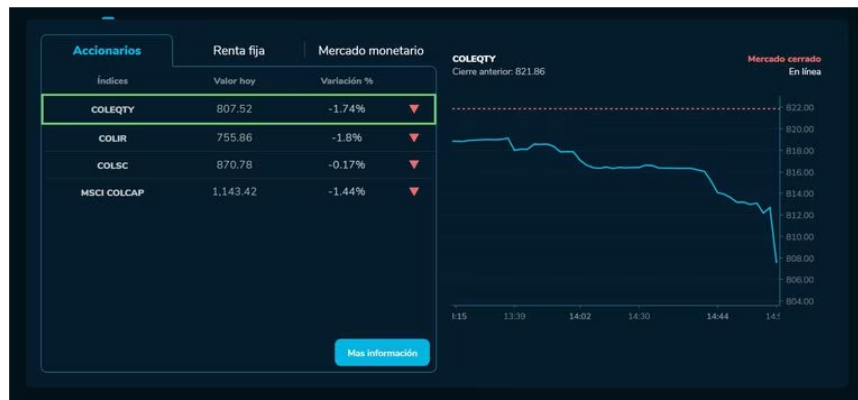 Accionarios Renta fija Mercado monetario
Índices Valor hoy Variación %
COLEQTY 807.52 -1.74%
COLIR 755.86 -1.8%
COLSC 870.78 -0.17%
MSCI COLCAP 1,143.42 -1.44%
Mas información
COLEQTY Mercado cerrado
Cierre anterior: 821.86 En línea
822.00
820.00
818.00
816.00
814.00
812.00
810.00
808.00
806.00
804.00
13:39 14:02 14:30 14:44